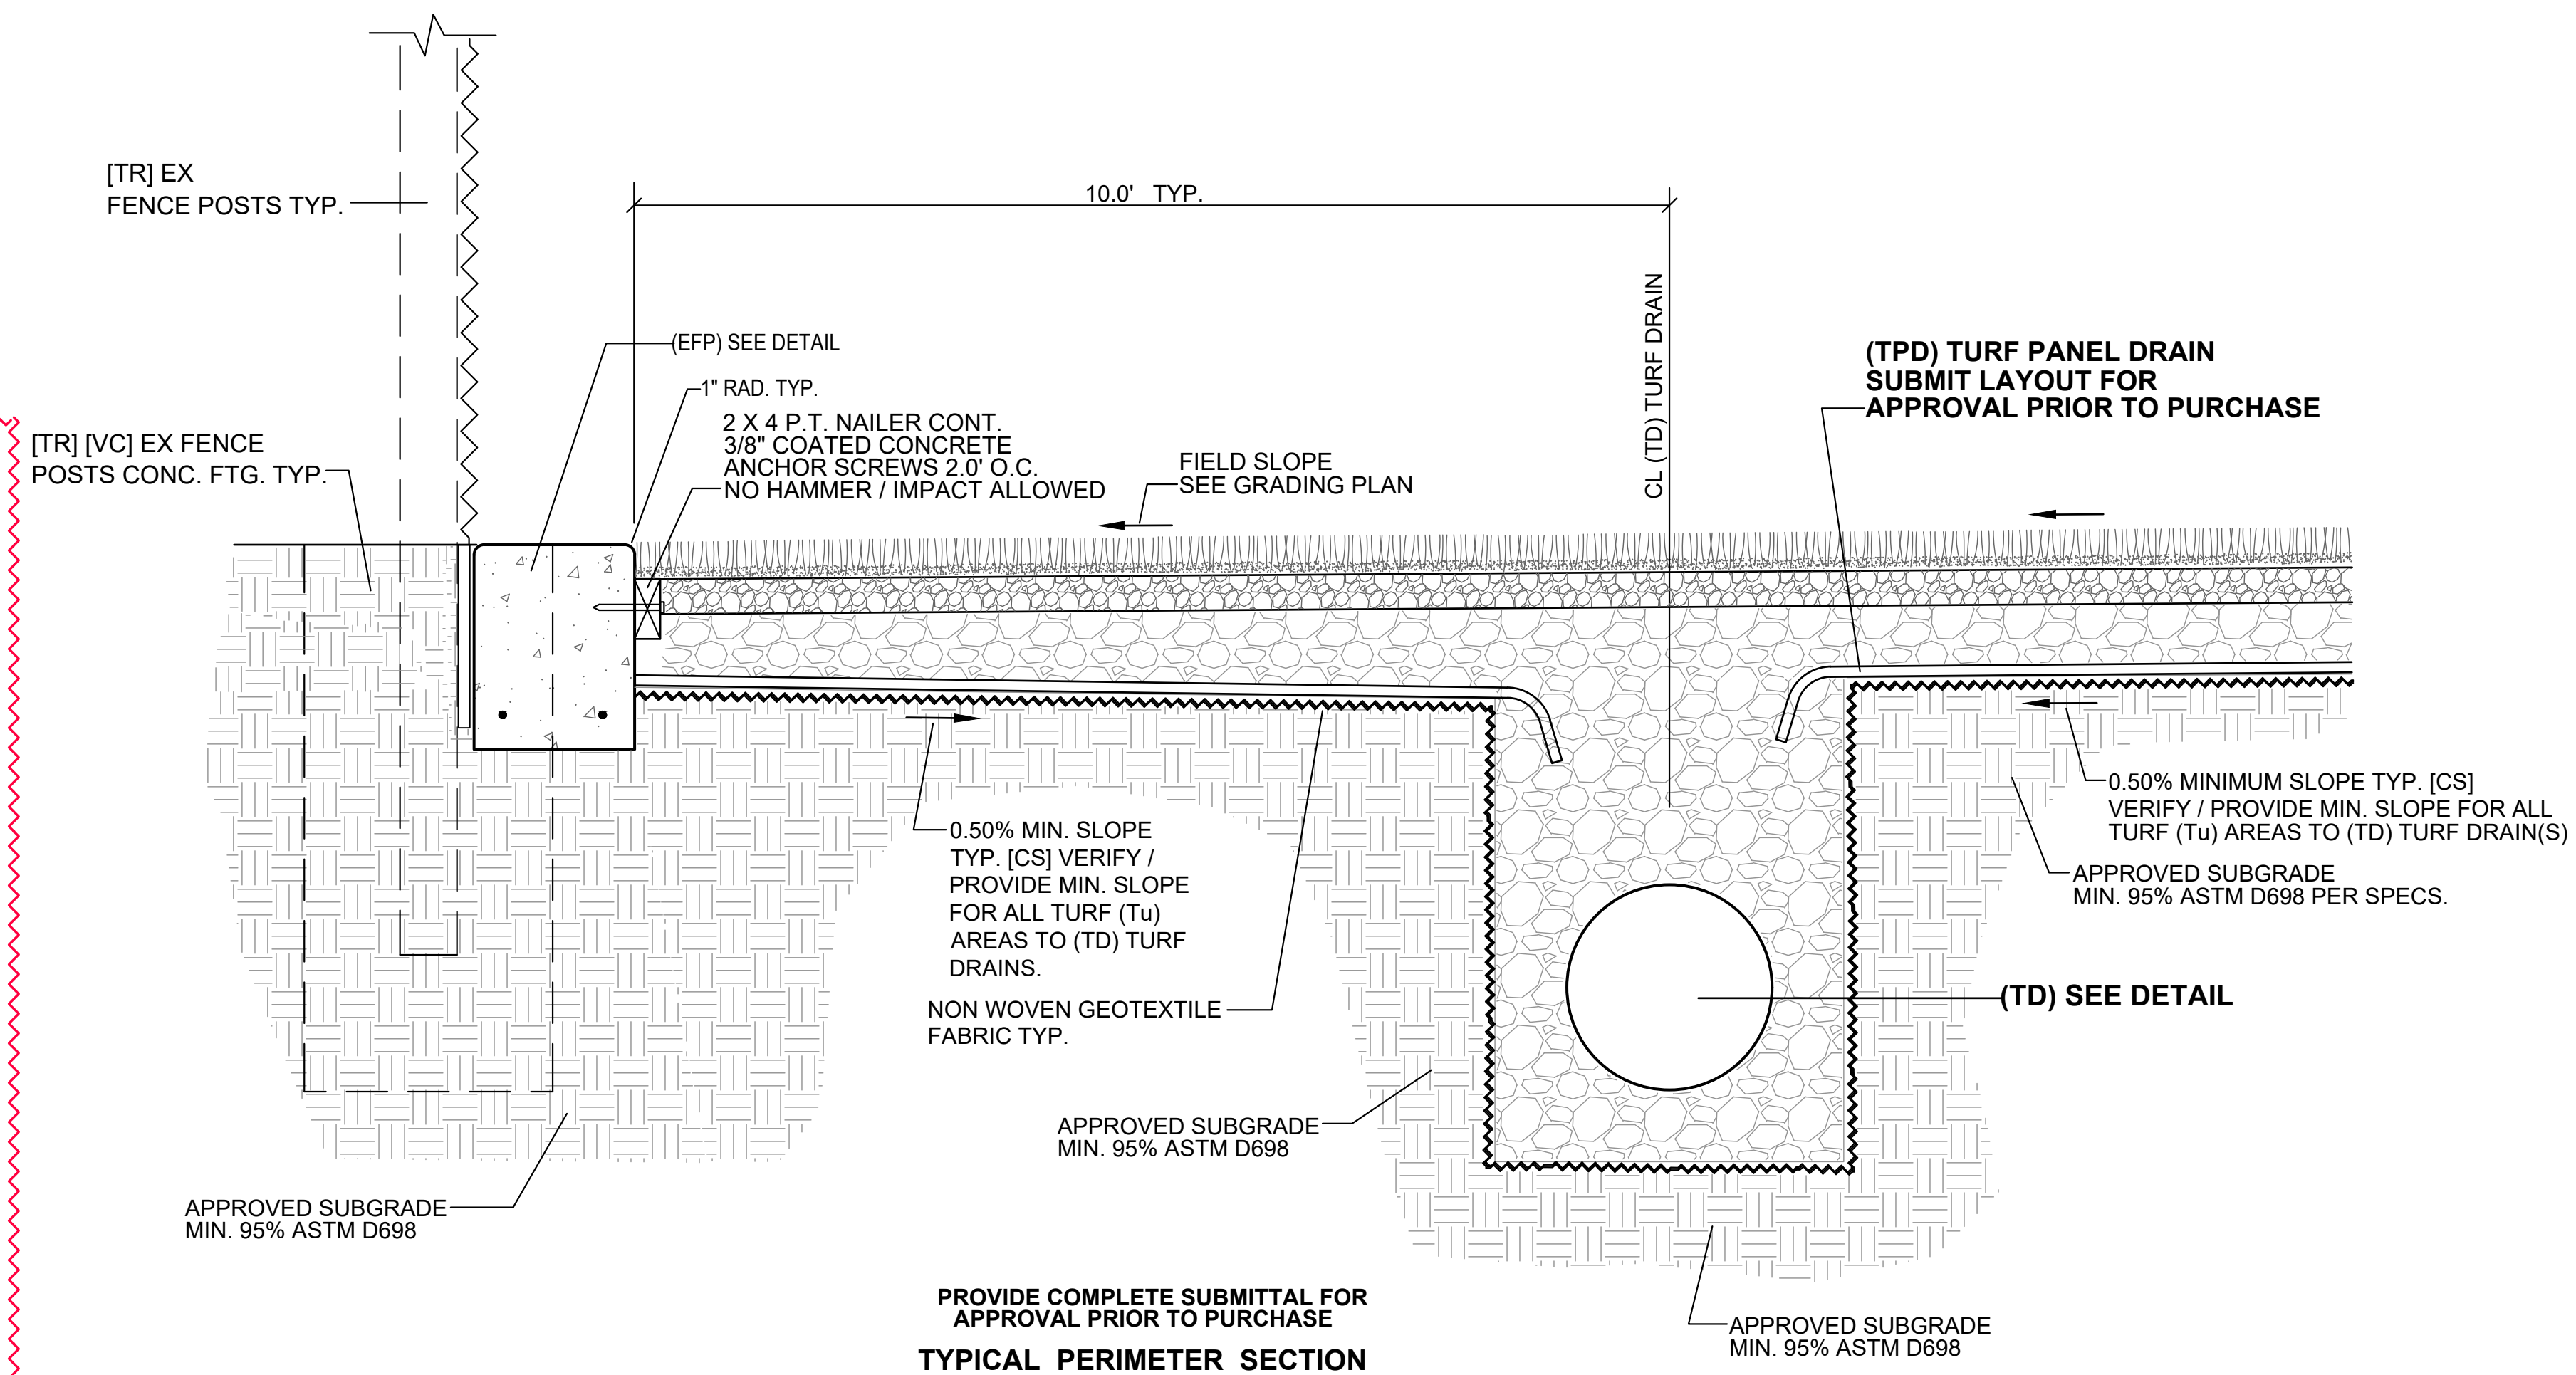 [TR] EX
FENCE POSTS TYP.
10.0' TYP.
CL (TD) TURF DRAIN
(EFP) SEE DETAIL
1" RAD. TYP.
2 X 4 P.T. NAILER CONT.
3/8" COATED CONCRETE
ANCHOR SCREWS 2.0' O.C.
NO HAMMER / IMPACT ALLOWED
(TPD) TURF PANEL DRAIN
SUBMIT LAYOUT FOR
APPROVAL PRIOR TO PURCHASE
[TR] [VC] EX FENCE
POSTS CONC. FTG. TYP.
FIELD SLOPE
SEE GRADING PLAN
0.50% MIN. SLOPE
TYP. [CS] VERIFY /
PROVIDE MIN. SLOPE
FOR ALL TURF (Tu)
AREAS TO (TD) TURF
DRAINS.
0.50% MINIMUM SLOPE TYP. [CS]
VERIFY / PROVIDE MIN. SLOPE FOR ALL
TURF (Tu) AREAS TO (TD) TURF DRAIN(S)
APPROVED SUBGRADE
MIN. 95% ASTM D698 PER SPECS.
NON WOVEN GEOTEXTILE
FABRIC TYP.
(TD) SEE DETAIL
APPROVED SUBGRADE
MIN. 95% ASTM D698
APPROVED SUBGRADE
MIN. 95% ASTM D698
APPROVED SUBGRADE
MIN. 95% ASTM D698
PROVIDE COMPLETE SUBMITTAL FOR
APPROVAL PRIOR TO PURCHASE
TYPICAL PERIMETER SECTION